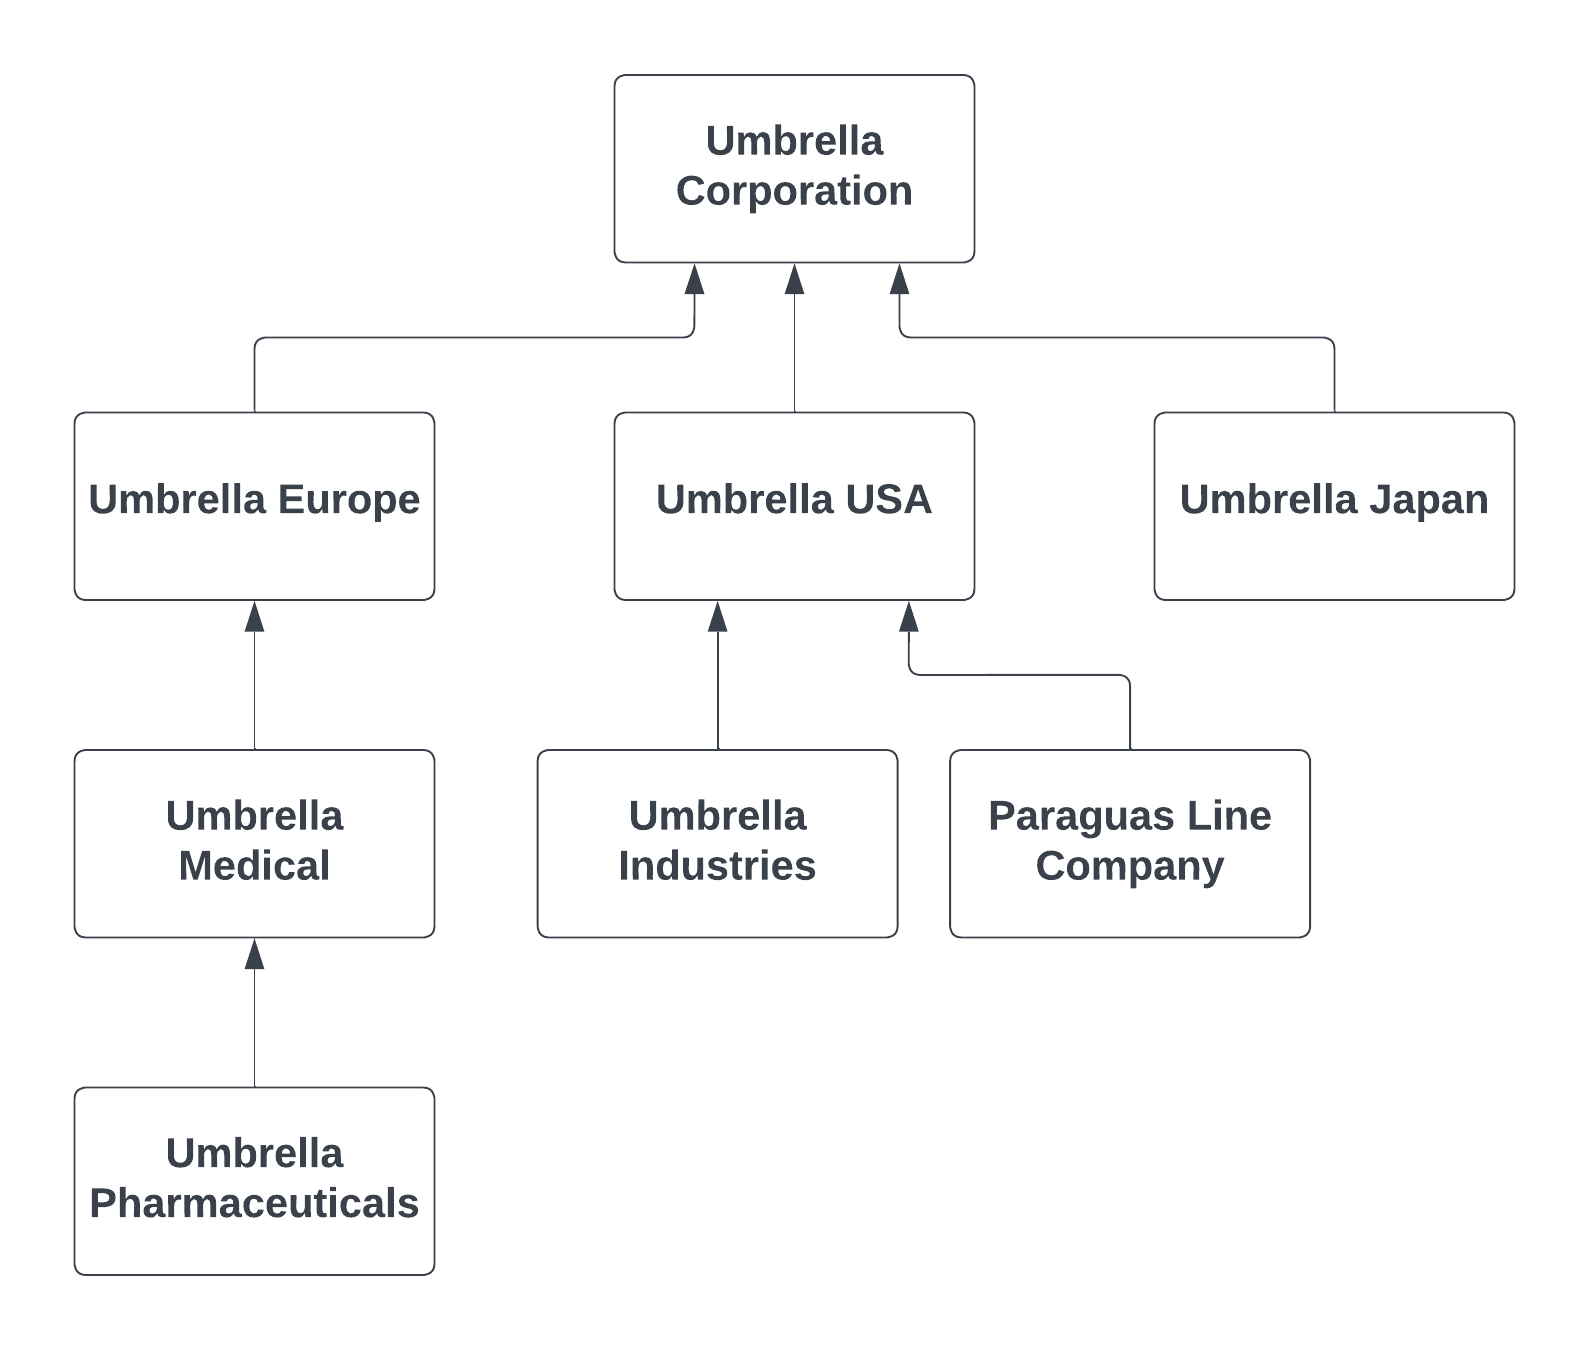 Umbrella
Corporation
Umbrella Europe
Umbrella USA
Umbrella Japan
Umbrella
Medical
Umbrella
Industries
Paraguas Line
Company
Umbrella
Pharmaceuticals